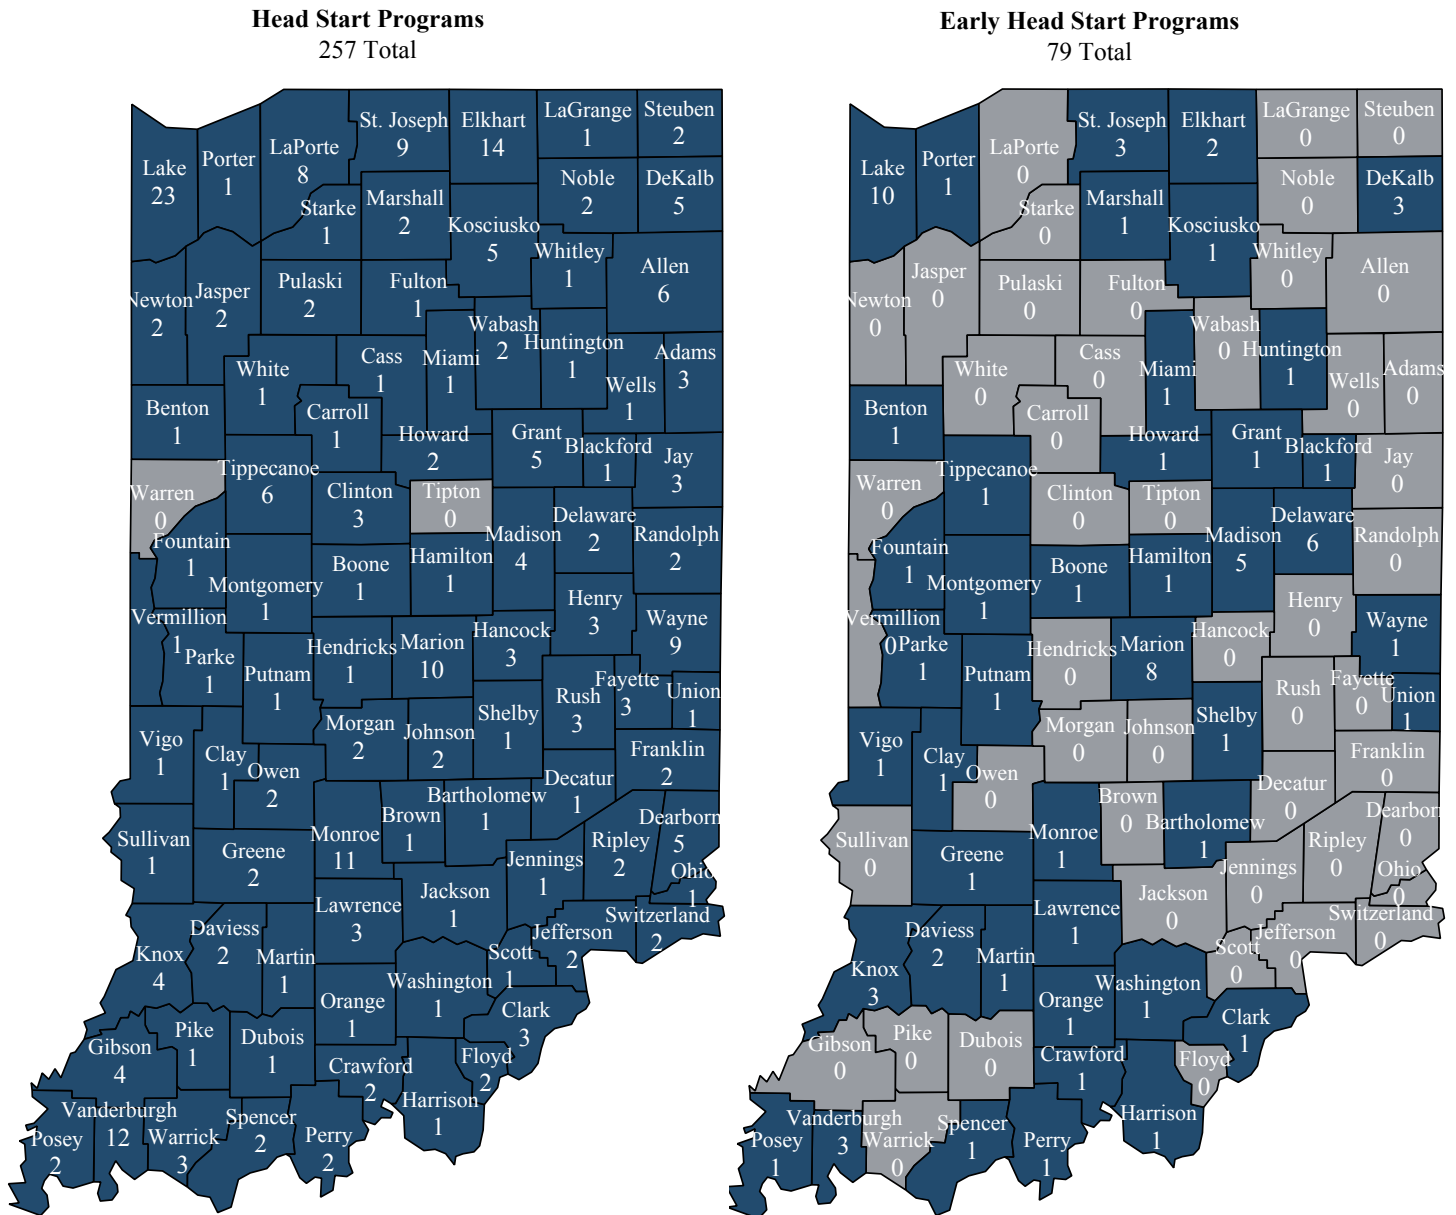 Head Start Programs
257 Total
Lake
23
Porter
1
LaPorte
8
St. Joseph
9
Elkhart
14
LaGrange
1
Steuben
2
Noble
2
DeKalb
5
Starke
1
Marshall
2
Kosciusko
5
Whitley
1
Allen
6
Newton
2
Jasper
2
Pulaski
2
Fulton
1
Wabash
2
Huntington
1
Adams
3
Wells
1
White
1
Cass
1
Miami
1
Carroll
1
Benton
1
Howard
2
Grant
5
Blackford
1
Jay
3
Warren
0
Tippecanoe
6
Clinton
3
Tipton
0
Madison
4
Delaware
2
Randolph
2
Fountain
1
Montgomery
1
Boone
1
Hamilton
1
Henry
3
Wayne
9
Vermillion
1
Parke
1
Putnam
1
Hendricks
1
Marion
10
Hancock
3
Rush
3
Fayette
3
Union
1
Vigo
1
Clay
1
Owen
2
Morgan
2
Johnson
2
Shelby
1
Franklin
2
Decatur
1
Sullivan
1
Greene
2
Monroe
11
Brown
1
Bartholomew
1
Jennings
1
Ripley
2
Dearborn
5
Ohio
1
Knox
4
Daviess
2
Martin
1
Lawrence
3
Jackson
1
Jefferson
2
Switzerland
2
Scott
1
Orange
1
Washington
1
Clark
3
Gibson
4
Pike
1
Dubois
1
Crawford
2
Floyd
2
Harrison
1
Posey
2
Vanderburgh
12
Warrick
3
Spencer
2
Perry
2
Early Head Start Programs
79 Total
Lake
10
Porter
1
LaPorte
0
St. Joseph
3
Elkhart
2
LaGrange
0
Steuben
0
Noble
0
DeKalb
3
Starke
0
Marshall
1
Kosciusko
1
Whitley
0
Allen
0
Newton
0
Jasper
0
Pulaski
0
Fulton
0
Wabash
0
Huntington
1
Adams
0
Wells
0
White
0
Cass
0
Miami
1
Carroll
0
Benton
1
Howard
1
Grant
1
Blackford
1
Jay
0
Warren
0
Tippecanoe
1
Clinton
0
Tipton
0
Madison
5
Delaware
6
Randolph
0
Fountain
1
Montgomery
1
Boone
1
Hamilton
1
Henry
0
Wayne
1
Vermillion
0
Parke
1
Putnam
1
Hendricks
0
Marion
8
Hancock
0
Rush
0
Fayette
0
Union
1
Vigo
1
Clay
1
Owen
0
Morgan
0
Johnson
0
Shelby
1
Franklin
0
Decatur
0
Sullivan
0
Greene
1
Monroe
1
Brown
0
Bartholomew
1
Jennings
0
Ripley
0
Dearborn
0
Ohio
0
Knox
3
Daviess
2
Martin
1
Lawrence
1
Jackson
0
Jefferson
0
Switzerland
0
Scott
0
Orange
1
Washington
1
Clark
1
Gibson
0
Pike
0
Dubois
0
Crawford
1
Floyd
0
Harrison
1
Posey
1
Vanderburgh
3
Warrick
0
Spencer
1
Perry
1